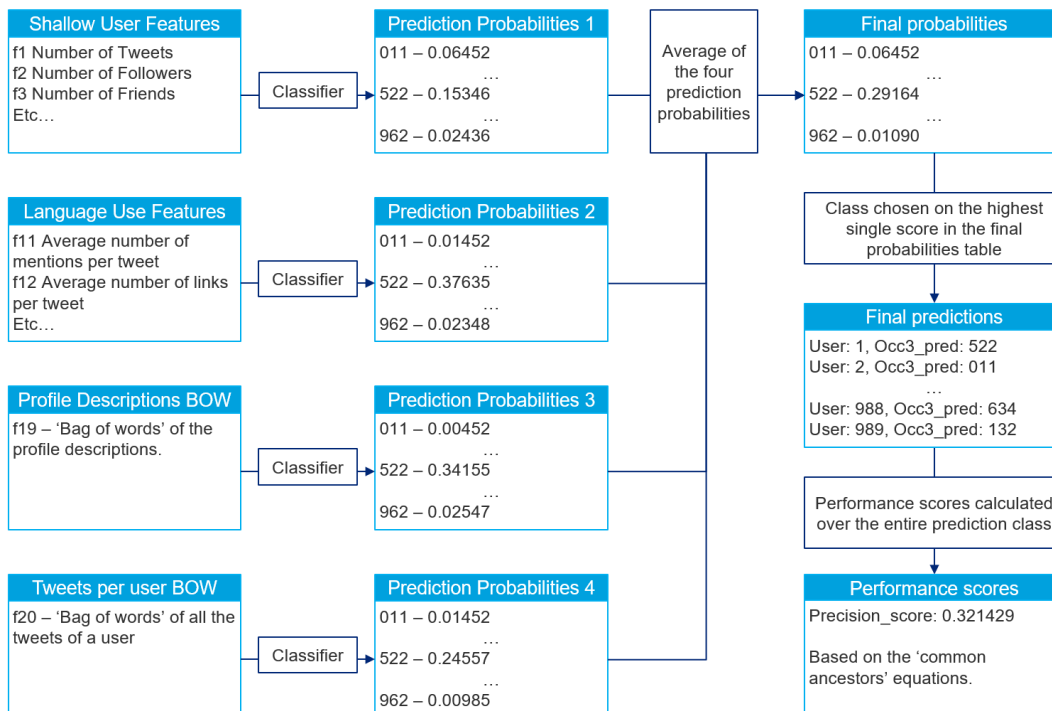 Shallow User Features
f1 Number of Tweets
f2 Number of Followers
f3 Number of Friends
Etc…
Classifier
Prediction Probabilities 1
011 – 0.06452
…
522 – 0.15346
…
962 – 0.02436
Average of
the four
prediction
probabilities
Final probabilities
011 – 0.06452
…
522 – 0.29164
…
962 – 0.01090
Language Use Features
f11 Average number of
mentions per tweet
f12 Average number of links
per tweet
Etc…
Classifier
Prediction Probabilities 2
011 – 0.01452
…
522 – 0.37635
…
962 – 0.02348
Class chosen on the highest
single score in the final
probabilities table
Final predictions
User: 1, Occ3_pred: 522
User: 2, Occ3_pred: 011
…
User: 988, Occ3_pred: 634
User: 989, Occ3_pred: 132
Profile Descriptions BOW
f19 – ‘Bag of words’ of the
profile descriptions.
Classifier
Prediction Probabilities 3
011 – 0.00452
…
522 – 0.34155
…
962 – 0.02547
Performance scores calculated
over the entire prediction class
Tweets per user BOW
f20 – ‘Bag of words’ of all the
tweets of a user
Classifier
Prediction Probabilities 4
011 – 0.01452
…
522 – 0.24557
…
962 – 0.00985
Performance scores
Precision_score: 0.321429
Based on the ‘common
ancestors’ equations.